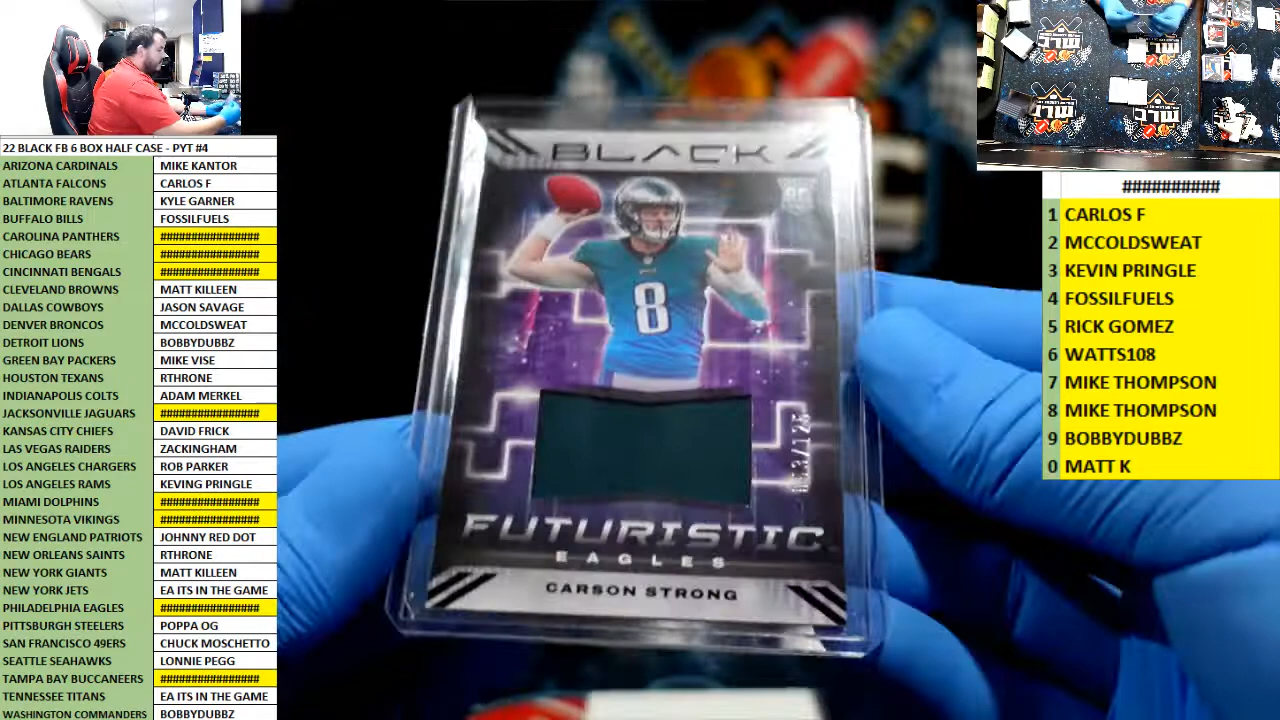 22 BLACK FB 6 BOX HALF CASE - PYT #4
ARIZONA CARDINALS MIKE KANTOR
ATLANTA FALCONS CARLOS F
BALTIMORE RAVENS KYLE GARNER
BUFFALO BILLS FOSSILFUELS
CAROLINA PANTHERS ################
CHICAGO BEARS ################
CINCINNATI BENGALS ################
CLEVELAND BROWNS MATT KILLEEN
DALLAS COWBOYS JASON SAVAGE
DENVER BRONCOS MCCOLDSWEAT
DETROIT LIONS BOBBYDUBBZ
GREEN BAY PACKERS MIKE VISE
HOUSTON TEXANS RTHRONE
INDIANAPOLIS COLTS ADAM MERKEL
JACKSONVILLE JAGUARS ################
KANSAS CITY CHEFS DAVID FRICK
LAS VEGAS RAIDERS ZACKINGHAM
LOS ANGELES CHARGERS ROB PARKER
LOS ANGELES RAMS KEVING PRINGLE
MIAMI DOLPHINS ################
MINNESOTA VIKINGS ################
NEW ENGLAND PATRIOTS JOHNNY RED DOT
NEW ORLEANS SAINTS RTHRONE
NEW YORK GIANTS MATT KILLEEN
NEW YORK JETS EA ITS IN THE GAME
PHILADELPHIA EAGLES ################
PITTSBURGH STEELERS POPPA OG
SAN FRANCISCO 49ERS CHUCK MOSCHETTO
SEATTLE SEAHAWKS LONNIE PEGG
TAMPA BAY BUCCANEERS ################
TENNESSEE TITANS EA ITS IN THE GAME
WASHINGTON COMMANDERS BOBBYDUBBZ
BLACK
RC
8
FUTURISTIC
EAGLES
CARSON STRONG
##########
1 CARLOS F
2 MCCOLDSWEAT
3 KEVIN PRINGLE
4 FOSSILFUELS
5 RICK GOMEZ
6 WATTS108
7 MIKE THOMPSON
8 MIKE THOMPSON
9 BOBBYDUBBZ
0 MATT K